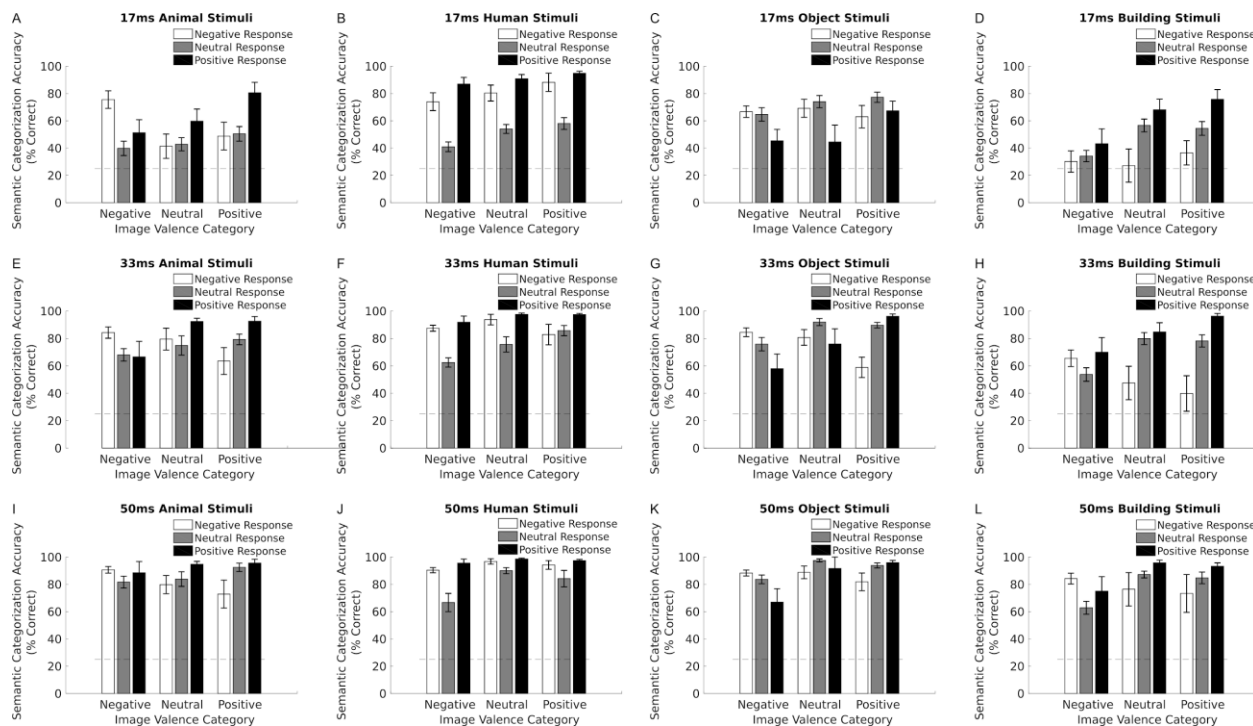 A
17ms Animal Stimuli
Negative Response
Neutral Response
Positive Response
Semantic Categorization Accuracy
(% Correct)
100
80
60
40
20
0
Negative Neutral Positive
Image Valence Category
B
17ms Human Stimuli
Negative Response
Neutral Response
Positive Response
Semantic Categorization Accuracy
(% Correct)
100
80
60
40
20
0
Negative Neutral Positive
Image Valence Category
C
17ms Object Stimuli
Negative Response
Neutral Response
Positive Response
Semantic Categorization Accuracy
(% Correct)
100
80
60
40
20
0
Negative Neutral Positive
Image Valence Category
D
17ms Building Stimuli
Negative Response
Neutral Response
Positive Response
Semantic Categorization Accuracy
(% Correct)
100
80
60
40
20
0
Negative Neutral Positive
Image Valence Category
E
33ms Animal Stimuli
Negative Response
Neutral Response
Positive Response
Semantic Categorization Accuracy
(% Correct)
100
80
60
40
20
0
Negative Neutral Positive
Image Valence Category
F
33ms Human Stimuli
Negative Response
Neutral Response
Positive Response
Semantic Categorization Accuracy
(% Correct)
100
80
60
40
20
0
Negative Neutral Positive
Image Valence Category
G
33ms Object Stimuli
Negative Response
Neutral Response
Positive Response
Semantic Categorization Accuracy
(% Correct)
100
80
60
40
20
0
Negative Neutral Positive
Image Valence Category
H
33ms Building Stimuli
Negative Response
Neutral Response
Positive Response
Semantic Categorization Accuracy
(% Correct)
100
80
60
40
20
0
Negative Neutral Positive
Image Valence Category
I
50ms Animal Stimuli
Negative Response
Neutral Response
Positive Response
Semantic Categorization Accuracy
(% Correct)
100
80
60
40
20
0
Negative Neutral Positive
Image Valence Category
J
50ms Human Stimuli
Negative Response
Neutral Response
Positive Response
Semantic Categorization Accuracy
(% Correct)
100
80
60
40
20
0
Negative Neutral Positive
Image Valence Category
K
50ms Object Stimuli
Negative Response
Neutral Response
Positive Response
Semantic Categorization Accuracy
(% Correct)
100
80
60
40
20
0
Negative Neutral Positive
Image Valence Category
L
50ms Building Stimuli
Negative Response
Neutral Response
Positive Response
Semantic Categorization Accuracy
(% Correct)
100
80
60
40
20
0
Negative Neutral Positive
Image Valence Category